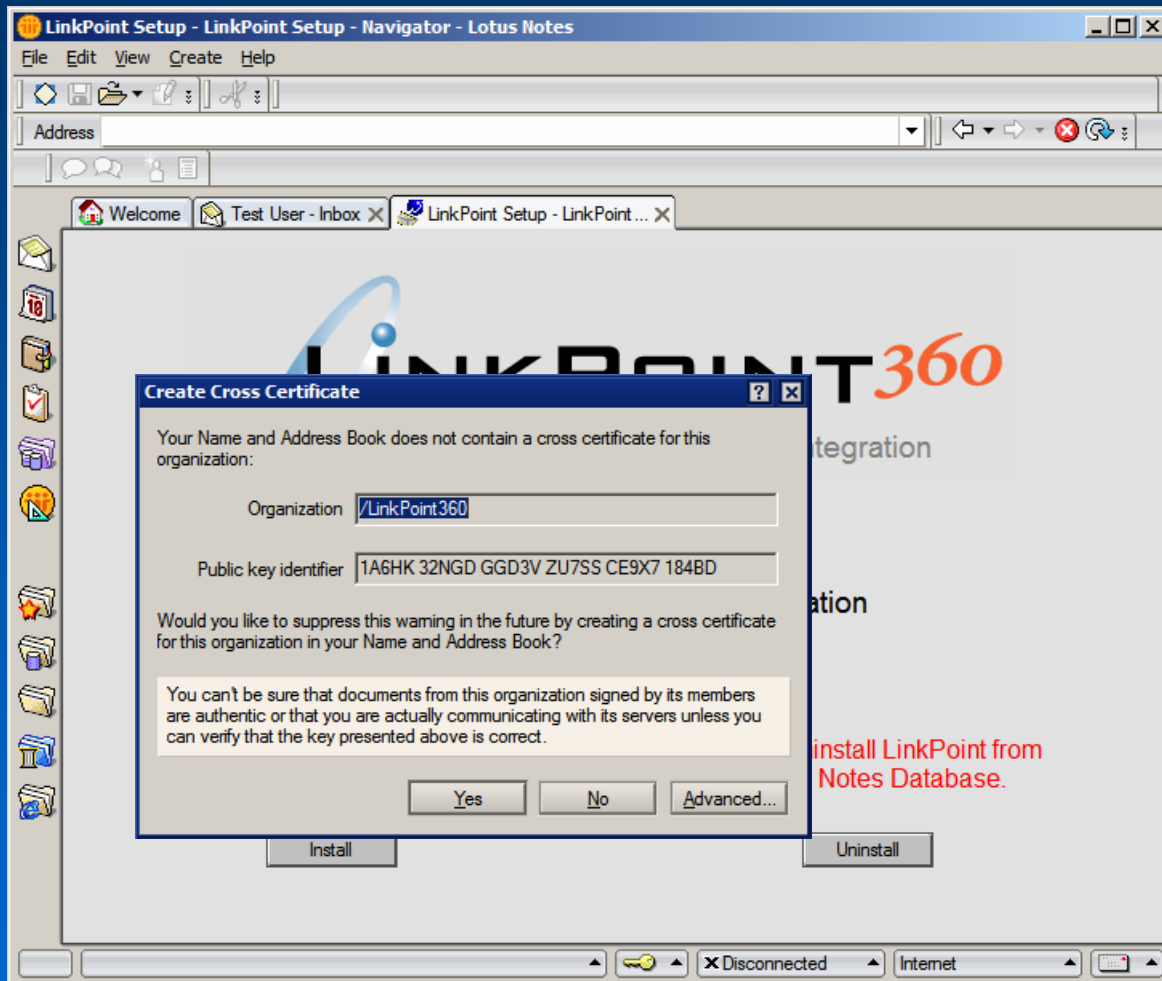 LinkPoint Setup - LinkPoint Setup - Navigator - Lotus Notes
File Edit View Create Help
Address
Welcome
Test User - Inbox
LinkPoint Setup - LinkPoint ...
LINKPOINT360
tegration
Create Cross Certificate
Your Name and Address Book does not contain a cross certificate for this
organization:
Organization /LinkPoint360
Public key identifier 1A6HK 32NGD GGD3V ZU7SS CE9X7 184BD
Would you like to suppress this warning in the future by creating a cross certificate
for this organization in your Name and Address Book?
You can't be sure that documents from this organization signed by its members
are authentic or that you are actually communicating with its servers unless you
can verify that the key presented above is correct.
Yes No Advanced...
ation
install LinkPoint from
Notes Database.
Install
Uninstall
Disconnected
Internet